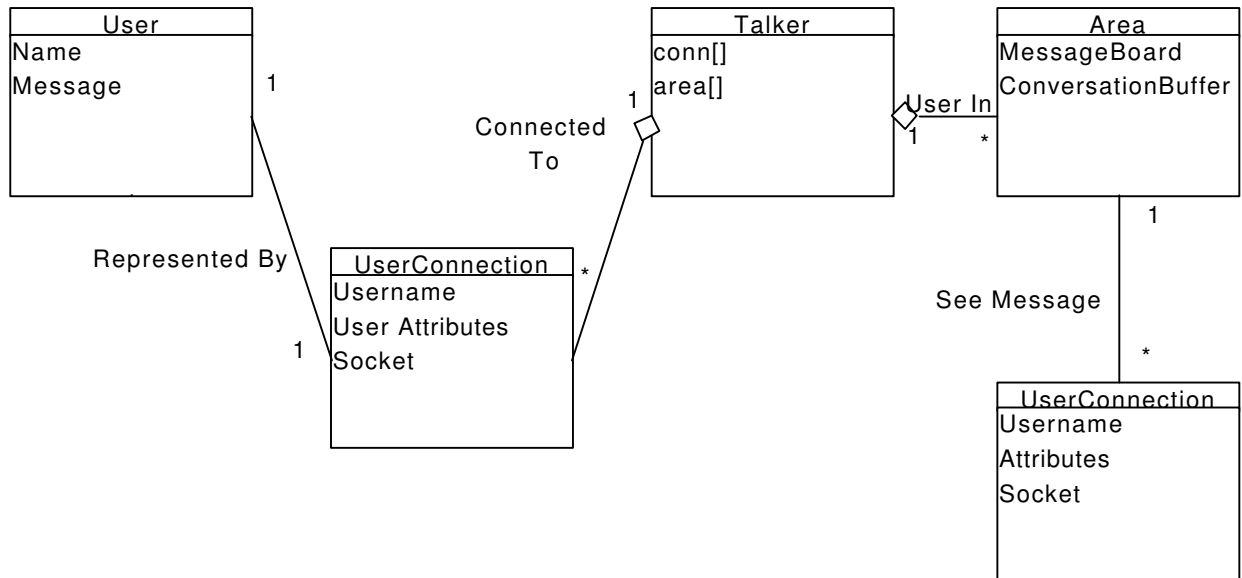 User
Name
Message
1
Represented By
1
UserConnection
Username
User Attributes
Socket
*
Connected
To
1
Talker
conn[]
area[]
User In
1
*
Area
MessageBoard
ConversationBuffer
1
See Message
*
UserConnection
Username
Attributes
Socket